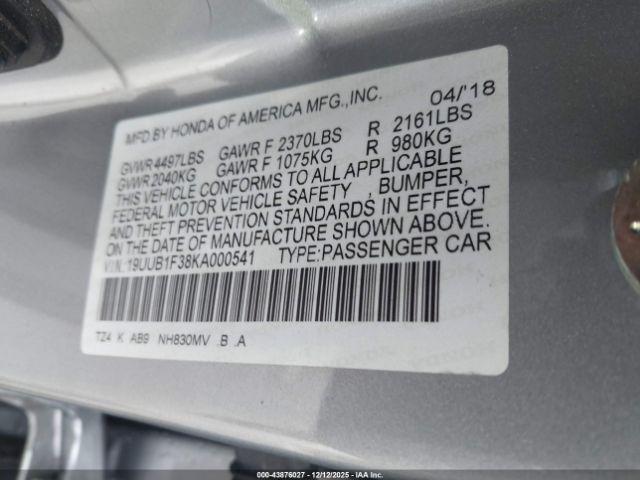 MFD.BY HONDA OF AMERICA MFG.,INC. 04/'18
GVWR 4497LBS GAWR F 2370LBS R 2161LBS
GVWR 2040KG GAWR F 1075KG R 980KG
THIS VEHICLE CONFORMS TO ALL APPLICABLE
FEDERAL MOTOR VEHICLE SAFETY , BUMPER,
AND THEFT PREVENTION STANDARDS IN EFFECT
ON THE DATE OF MANUFACTURE SHOWN ABOVE.
VIN:19UUB1F38KA000541 TYPE:PASSENGER CAR
TZ4 K AB9 NH830MV .B .A
000-43876027 - 12/12/2025 - IAAI.com